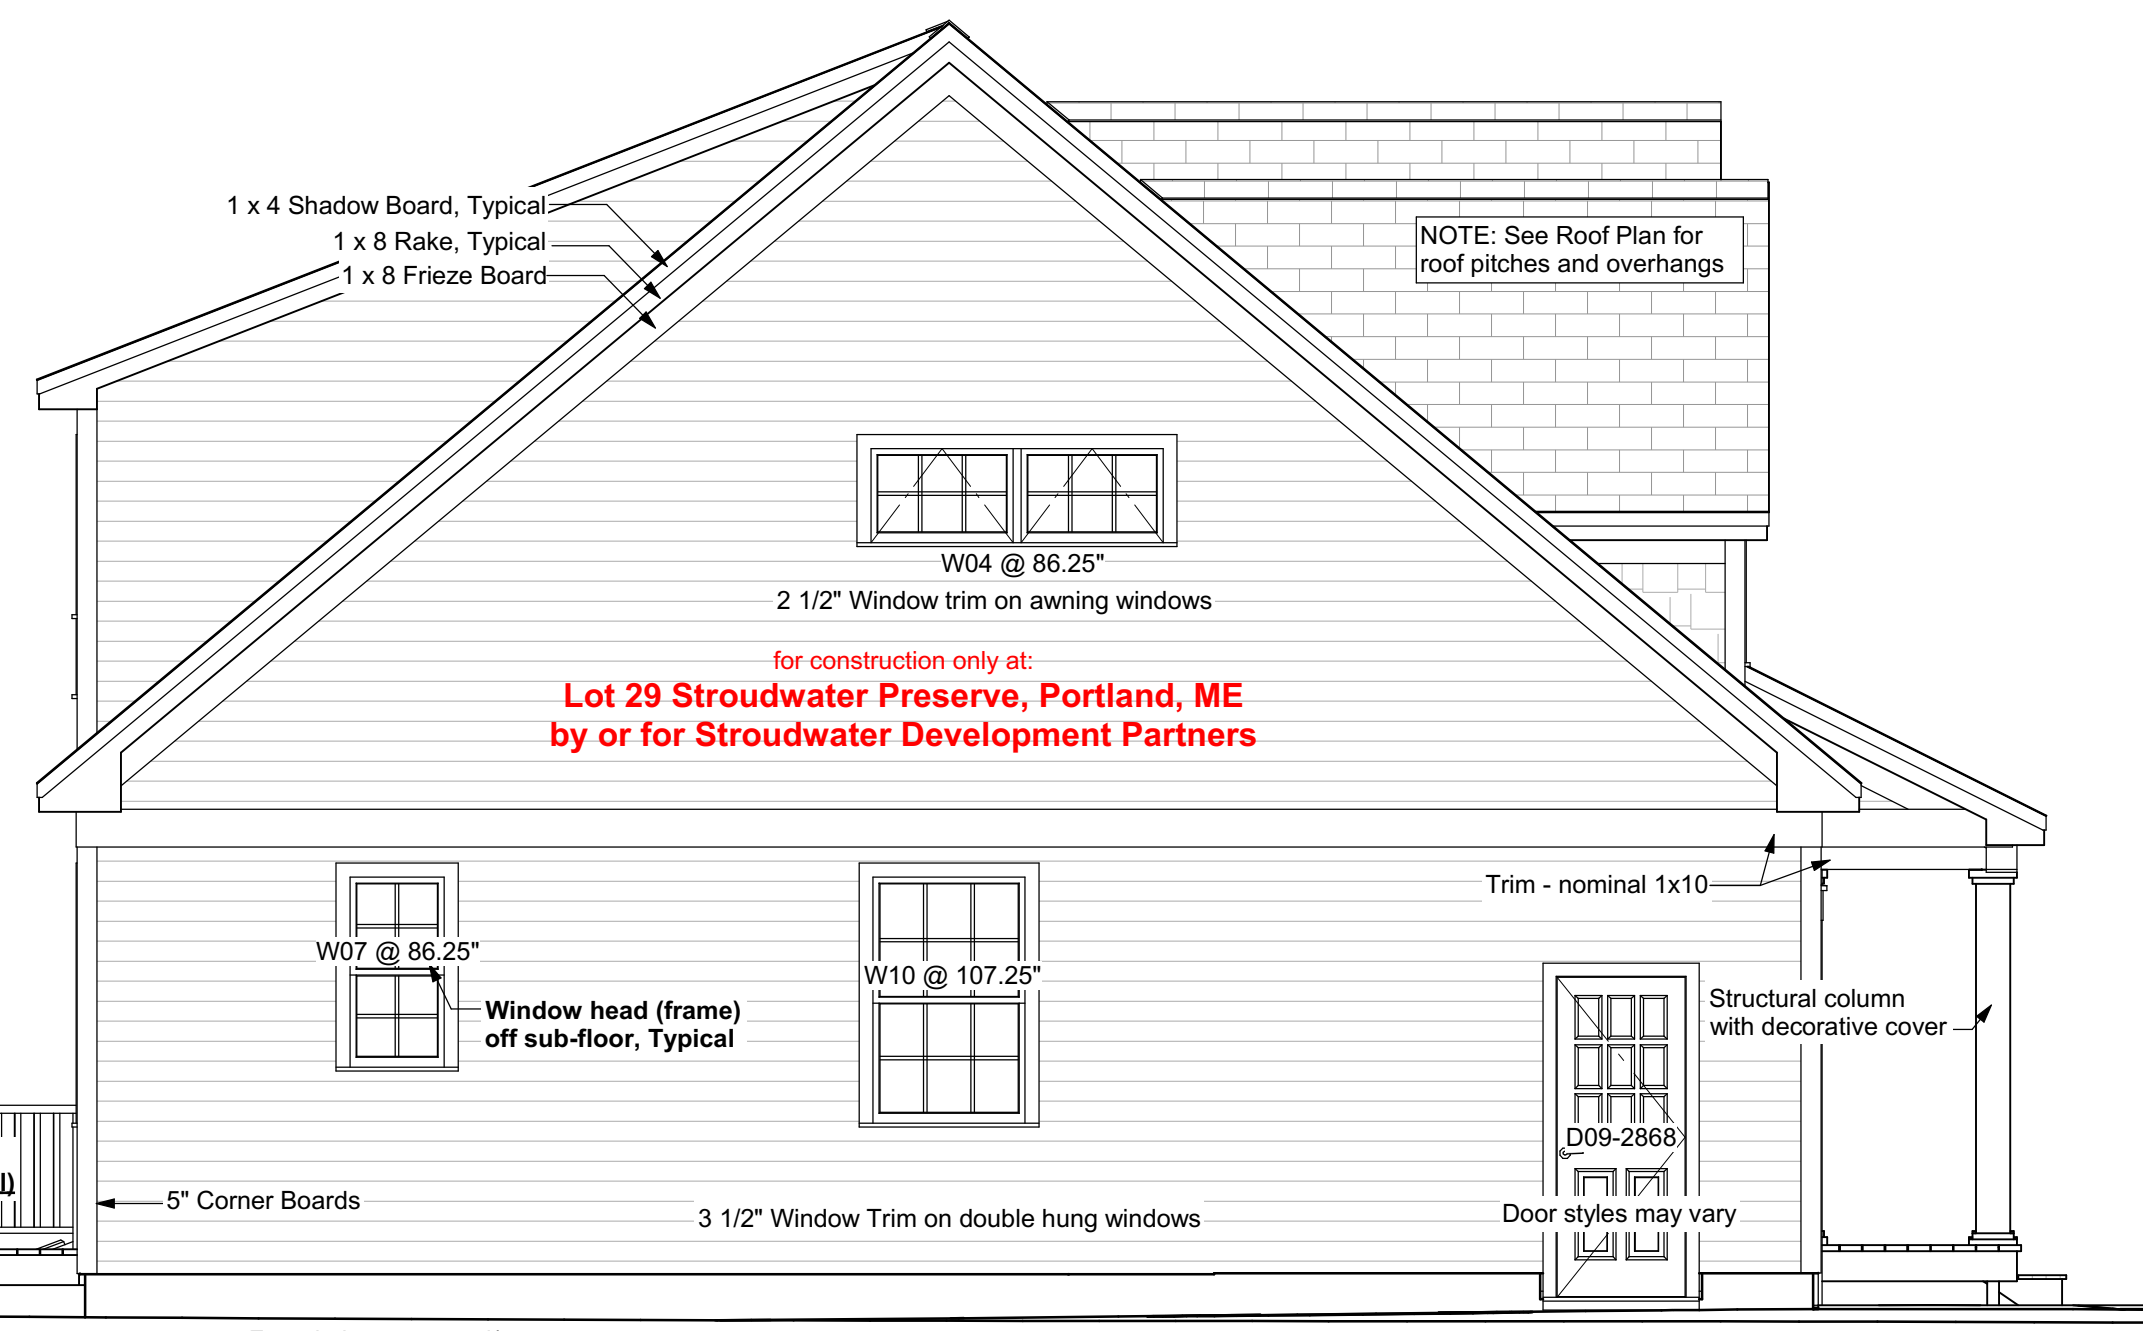 1 x 4 Shadow Board, Typical
1 x 8 Rake, Typical
1 x 8 Frieze Board
NOTE: See Roof Plan for
roof pitches and overhangs
W04 @ 86.25"
2 1/2" Window trim on awning windows
for construction only at:
Lot 29 Stroudwater Preserve, Portland, ME
by or for Stroudwater Development Partners
Trim - nominal 1x10
W07 @ 86.25"
W10 @ 107.25"
Window head (frame)
off sub-floor, Typical
Structural column
with decorative cover
D09-2868
5" Corner Boards
3 1/2" Window Trim on double hung windows
Door styles may vary